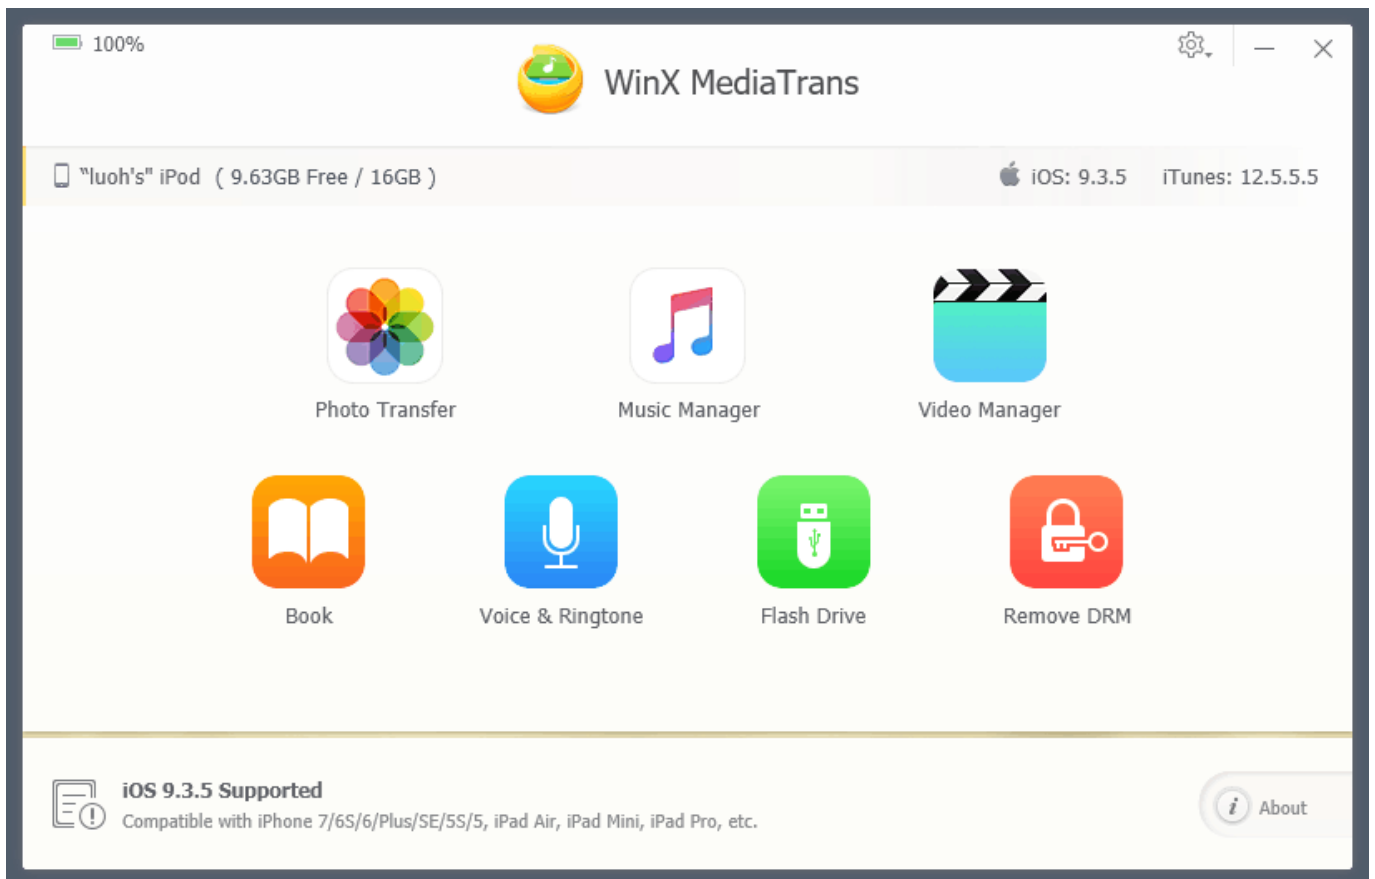 100%
WinX MediaTrans
"luoh's" iPod ( 9.63GB Free / 16GB )
iOS: 9.3.5 iTunes: 12.5.5.5
Photo Transfer Music Manager Video Manager
Book Voice & Ringtone Flash Drive Remove DRM
iOS 9.3.5 Supported
Compatible with iPhone 7/6S/6/Plus/SE/5S/5, iPad Air, iPad Mini, iPad Pro, etc.
i About